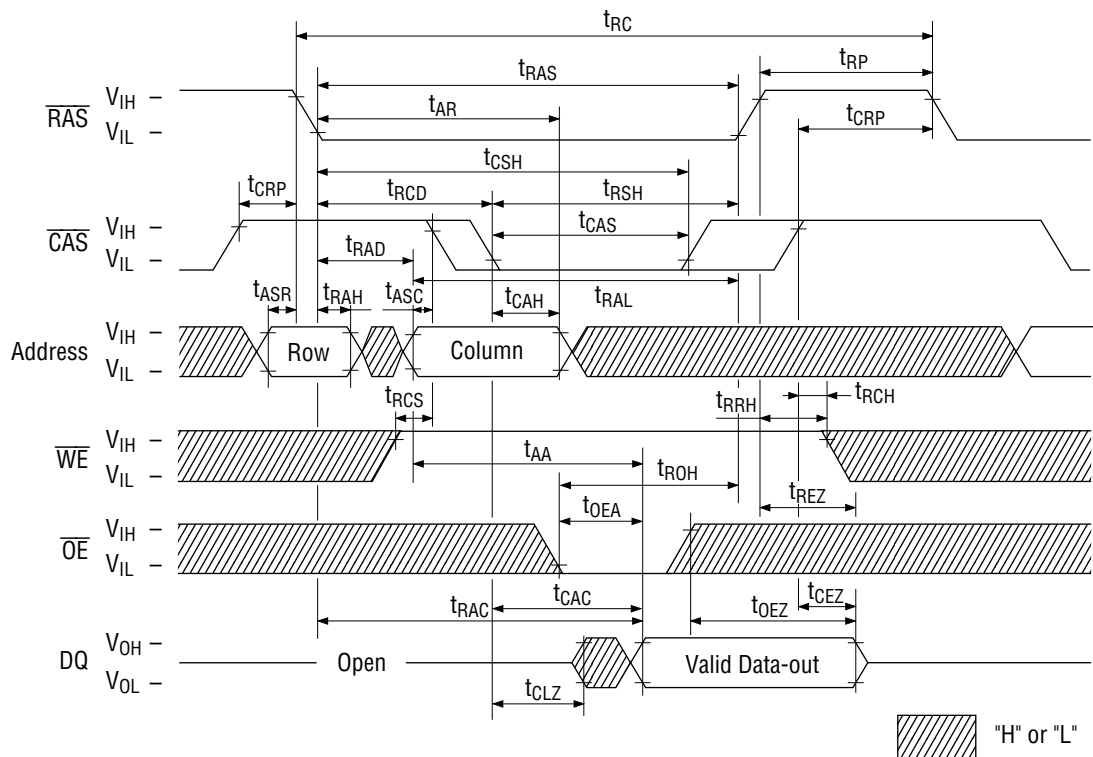 tRC
tRP
tRAS
tAR
VIH –
RAS
VIL –
tCRP
tCSH
tCRP
tRCD
tRSH
VIH –
CAS
VIL –
tCAS
tRAD
tRAL
tASR
tRAH
tASC
tCAH
VIH –
Address
Row
Column
VIL –
tRCS
tRRH
tRCH
VIH –
WE
VIL –
tAA
tROH
tREZ
tOEA
VIH –
OE
VIL –
tCAC
tCEZ
tRAC
tOEZ
VOH –
DQ
Open
Valid Data-out
VOL –
tCLZ
"H" or "L"